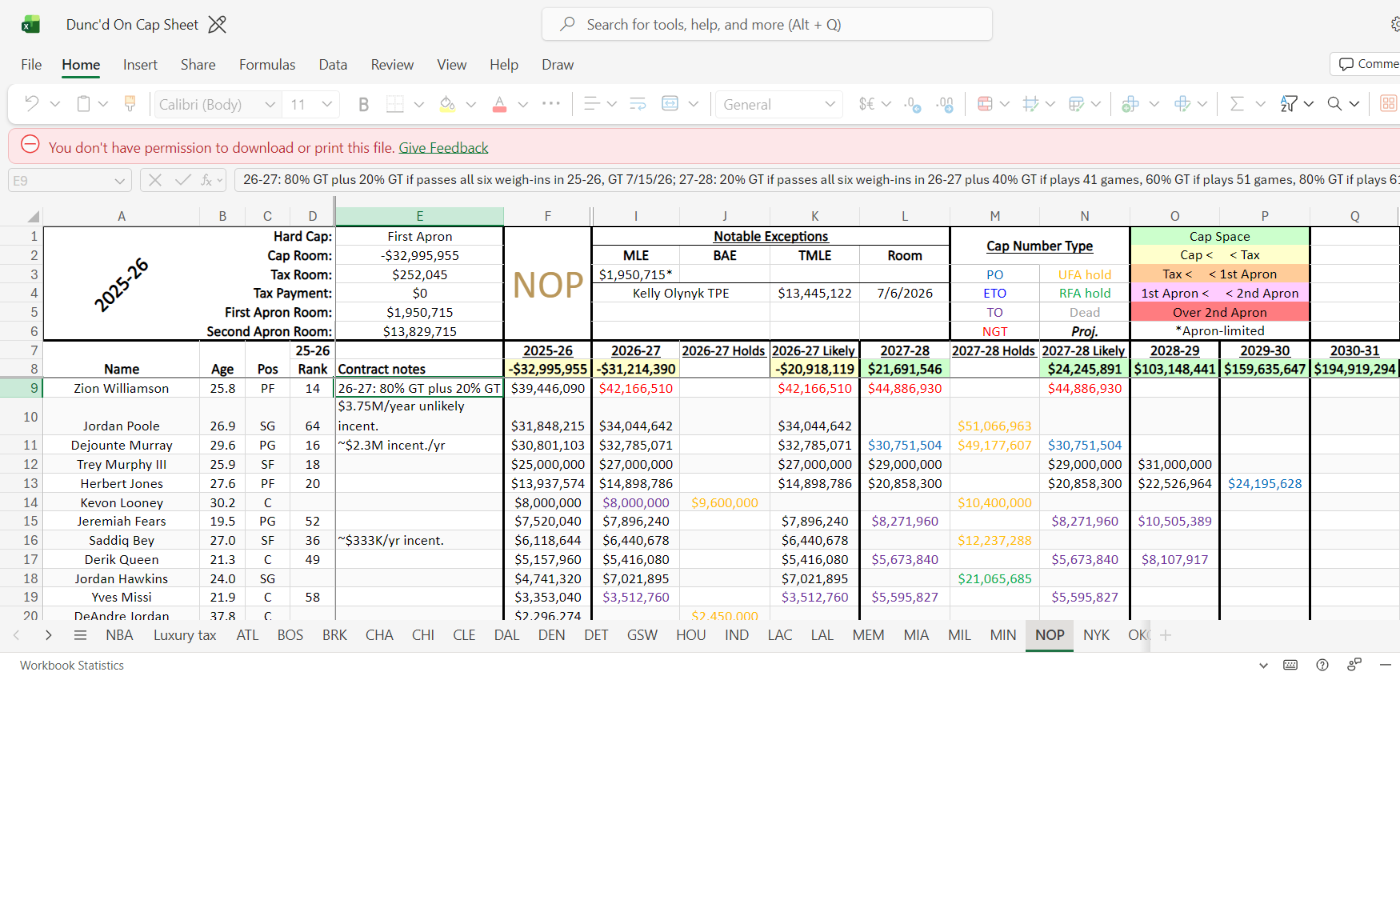 Dunc'd On Cap Sheet
Search for tools, help, and more (Alt + Q)
File Home Insert Share Formulas Data Review View Help Draw
Comme
Calibri (Body) 11 B A General $€ .0 .00
You don't have permission to download or print this file. Give Feedback
E9 fx 26-27: 80% GT plus 20% GT if passes all six weigh-ins in 25-26, GT 7/15/26; 27-28: 20% GT if passes all six weigh-ins in 26-27 plus 40% GT if plays 41 games, 60% GT if plays 51 games, 80% GT if plays 6
A B C D E F I J K L M N O P Q
1 Hard Cap: First Apron Notable Exceptions Cap Space
2 Cap Room: -$32,995,955 MLE BAE TMLE Room Cap Number Type Cap < < Tax
3 2025-26 Tax Room: $252,045 NOP $1,950,715* PO UFA hold Tax < < 1st Apron
4 Tax Payment: $0 Kelly Olynyk TPE $13,445,122 7/6/2026 ETO RFA hold 1st Apron < < 2nd Apron
5 First Apron Room: $1,950,715 TO Dead Over 2nd Apron
6 Second Apron Room: $13,829,715 NGT Proj. *Apron-limited
7 25-26 2025-26 2026-27 2026-27 Holds 2026-27 Likely 2027-28 2027-28 Holds 2027-28 Likely 2028-29 2029-30 2030-31
8 Name Age Pos Rank Contract notes -$32,995,955 -$31,214,390 -$20,918,119 $21,691,546 $24,245,891 $103,148,441 $159,635,647 $194,919,294
9 Zion Williamson 25.8 PF 14 26-27: 80% GT plus 20% GT $39,446,090 $42,166,510 $42,166,510 $44,886,930 $44,886,930
$3.75M/year unlikely
10 Jordan Poole 26.9 SG 64 incent. $31,848,215 $34,044,642 $34,044,642 $51,066,963
11 Dejounte Murray 29.6 PG 16 ~$2.3M incent./yr $30,801,103 $32,785,071 $32,785,071 $30,751,504 $49,177,607 $30,751,504
12 Trey Murphy III 25.9 SF 18 $25,000,000 $27,000,000 $27,000,000 $29,000,000 $29,000,000 $31,000,000
13 Herbert Jones 27.6 PF 20 $13,937,574 $14,898,786 $14,898,786 $20,858,300 $20,858,300 $22,526,964 $24,195,628
14 Kevon Looney 30.2 C $8,000,000 $8,000,000 $9,600,000 $10,400,000
15 Jeremiah Fears 19.5 PG 52 $7,520,040 $7,896,240 $7,896,240 $8,271,960 $8,271,960 $10,505,389
16 Saddiq Bey 27.0 SF 36 ~$333K/yr incent. $6,118,644 $6,440,678 $6,440,678 $12,237,288
17 Derik Queen 21.3 C 49 $5,157,960 $5,416,080 $5,416,080 $5,673,840 $5,673,840 $8,107,917
18 Jordan Hawkins 24.0 SG $4,741,320 $7,021,895 $7,021,895 $21,065,685
19 Yves Missi 21.9 C 58 $3,353,040 $3,512,760 $3,512,760 $5,595,827 $5,595,827
20 DeAndre Jordan 37.8 C $2,296,274 $2,450,000
NBA Luxury tax ATL BOS BRK CHA CHI CLE DAL DEN DET GSW HOU IND LAC LAL MEM MIA MIL MIN NOP NYK OK
Workbook Statistics